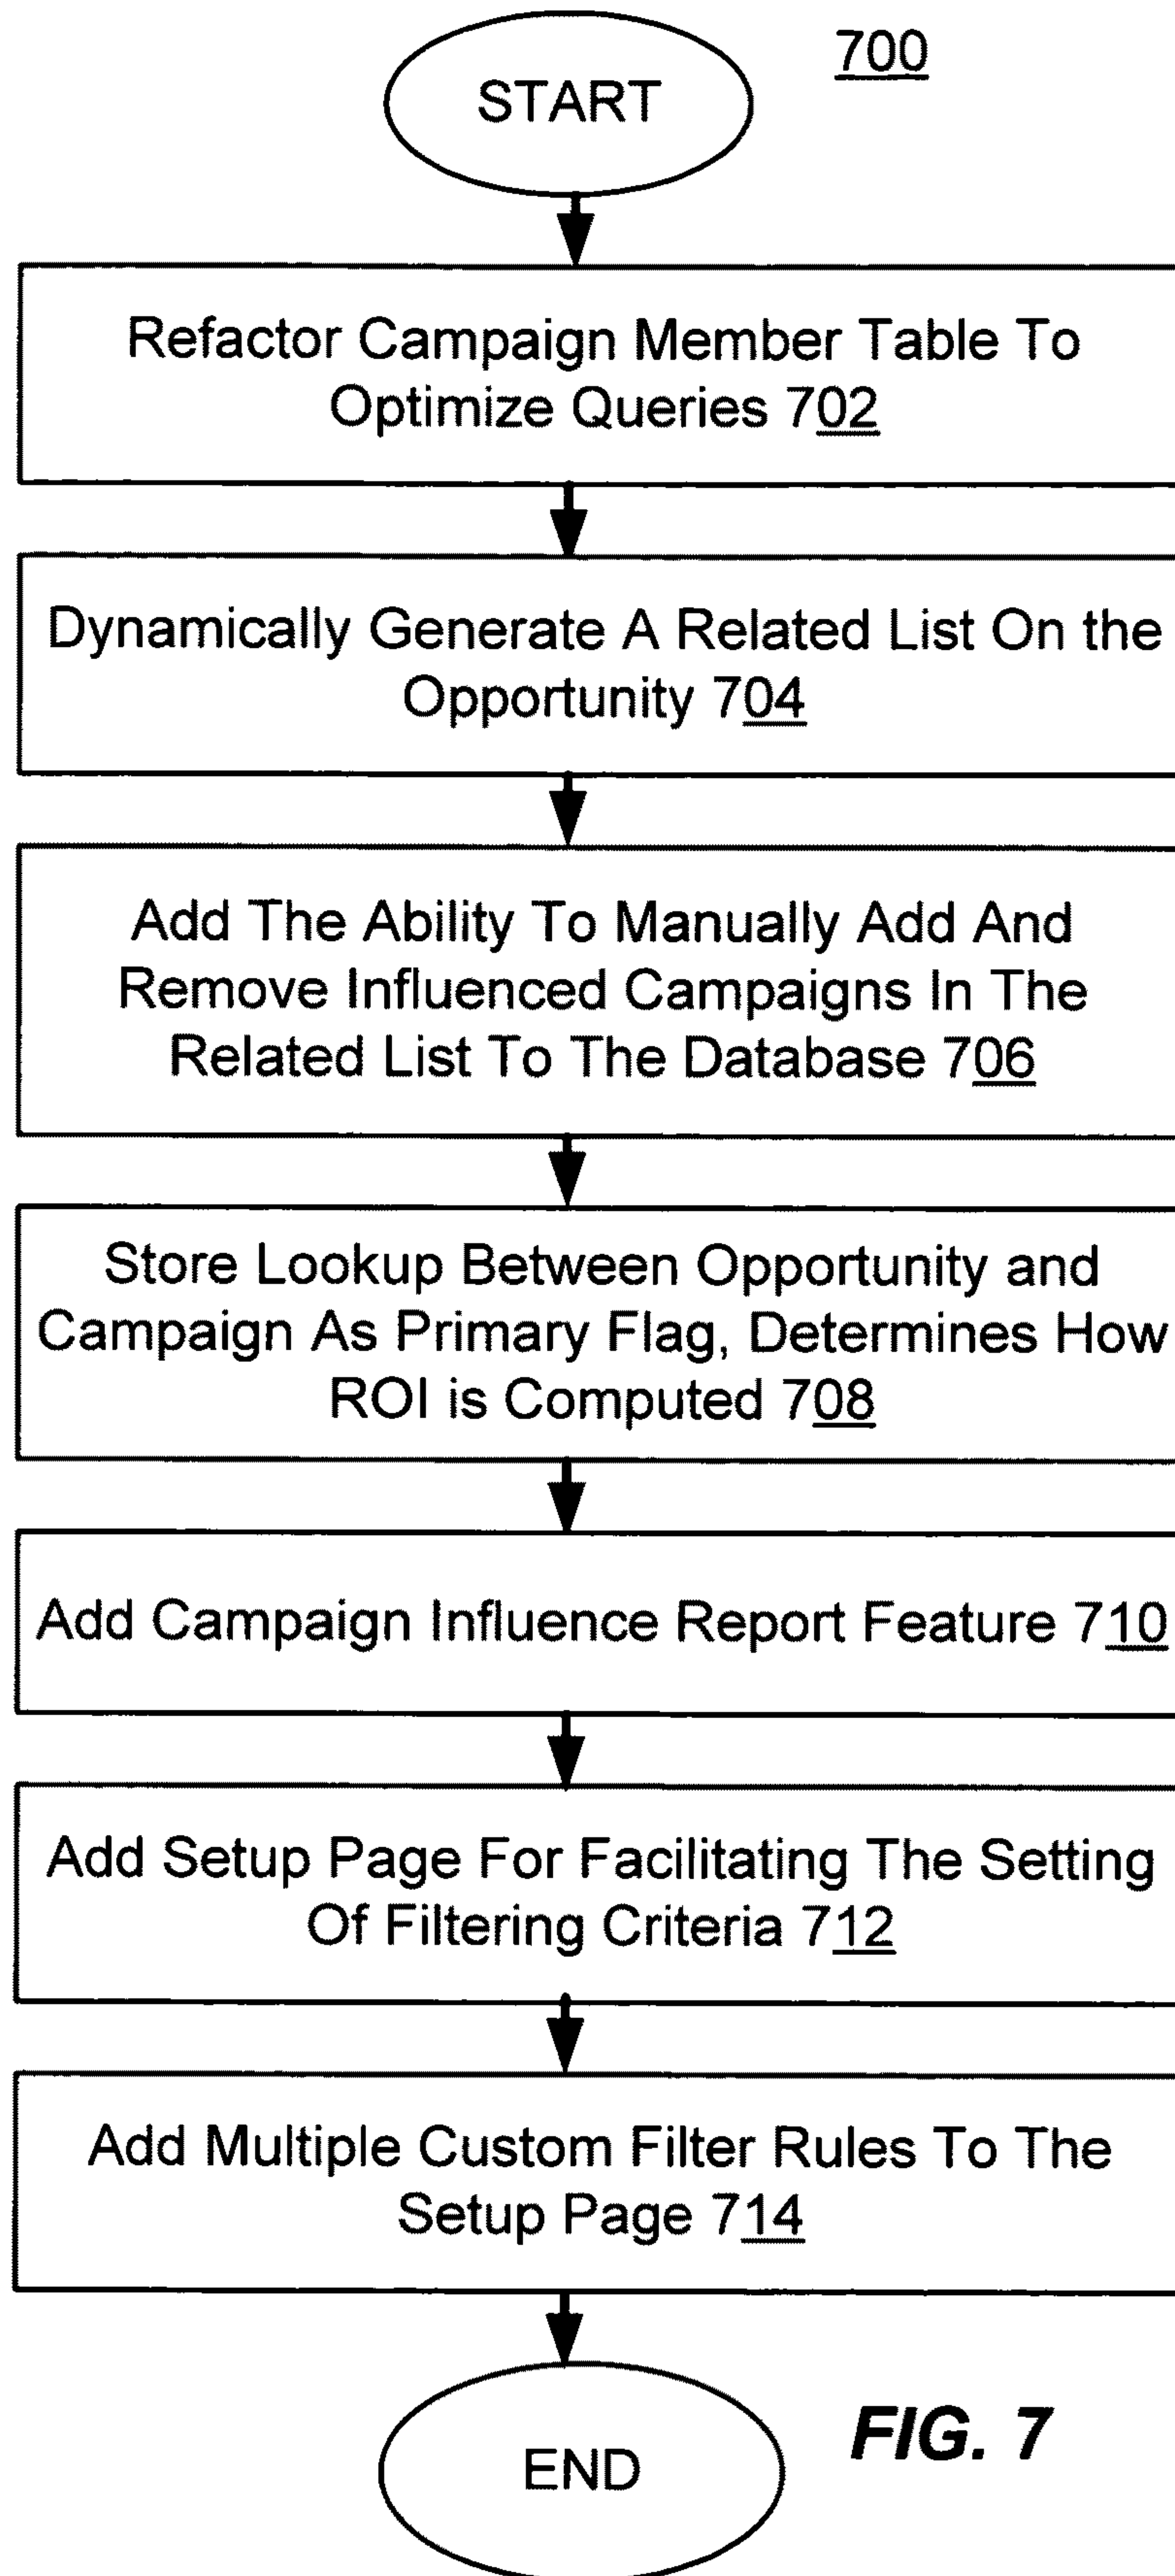 700
START
Refactor Campaign Member Table To
Optimize Queries 702
Dynamically Generate A Related List On the
Opportunity 704
Add The Ability To Manually Add And
Remove Influenced Campaigns In The
Related List To The Database 706
Store Lookup Between Opportunity and
Campaign As Primary Flag, Determines How
ROI is Computed 708
Add Campaign Influence Report Feature 710
Add Setup Page For Facilitating The Setting
Of Filtering Criteria 712
Add Multiple Custom Filter Rules To The
Setup Page 714
END
FIG. 7